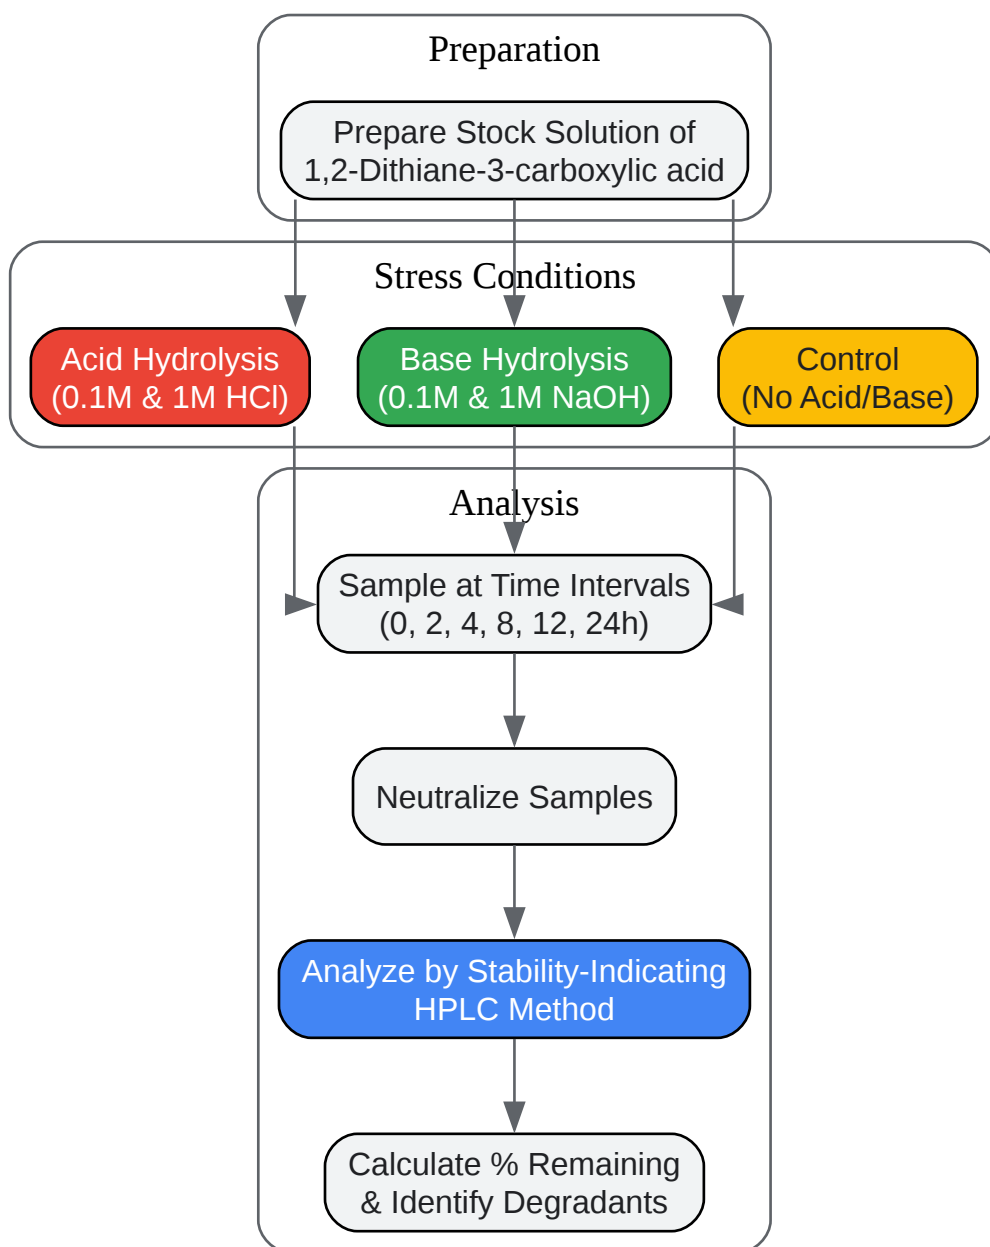 Preparation
Prepare Stock Solution of
1,2-Dithiane-3-carboxylic acid
Stress Conditions
Acid Hydrolysis
(0.1M & 1M HCl)
Base Hydrolysis
(0.1M & 1M NaOH)
Control
(No Acid/Base)
Analysis
Sample at Time Intervals
(0, 2, 4, 8, 12, 24h)
Neutralize Samples
Analyze by Stability-Indicating
HPLC Method
Calculate % Remaining
& Identify Degradants